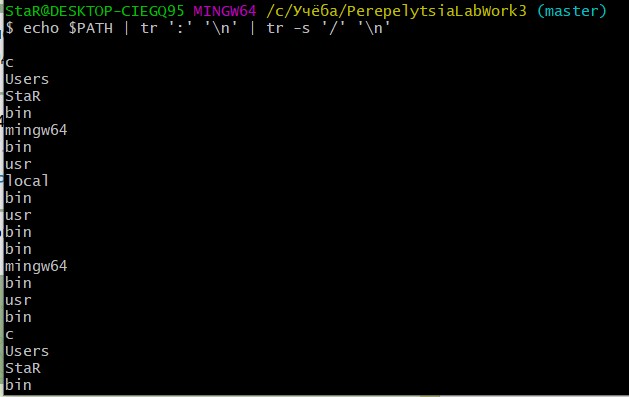 StaR@DESKTOP-CIEGQ95 MINGW64 /c/Учёба/PerepelytsiaLabWork3 (master)
$ echo $PATH | tr ':' '\n' | tr -s '/' '\n'
c
Users
StaR
bin
mingw64
bin
usr
local
bin
usr
bin
bin
mingw64
bin
usr
bin
c
Users
StaR
bin